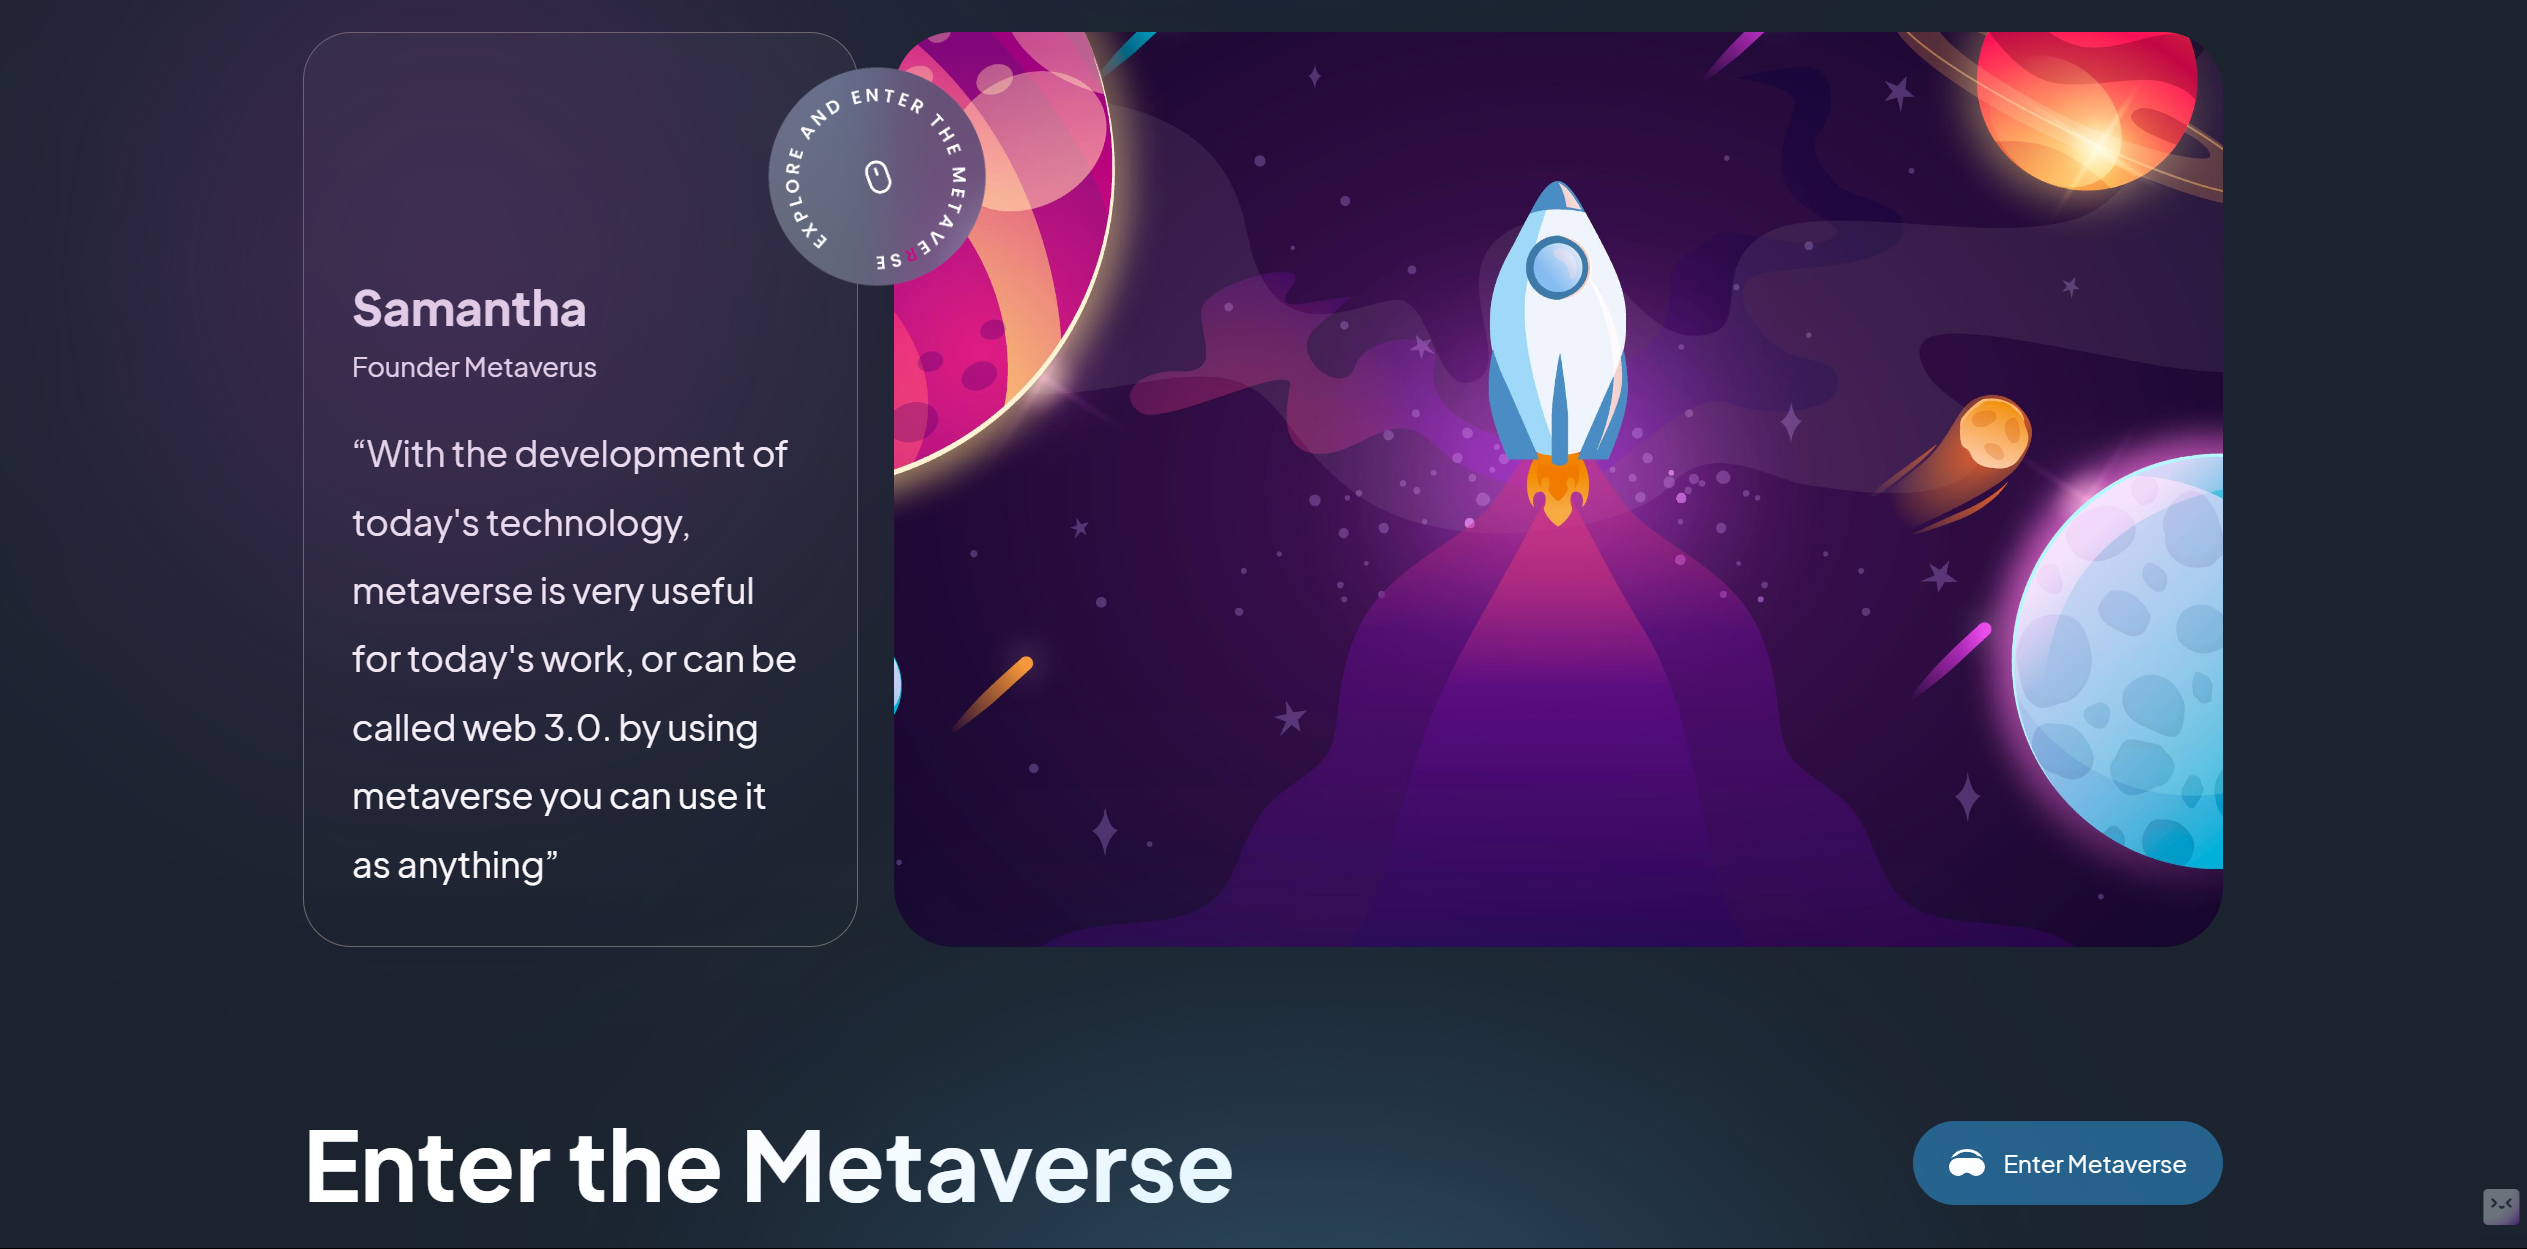 EXPLORE AND ENTER THE METAVERSE
Samantha
Founder Metaverus
“With the development of
today's technology,
metaverse is very useful
for today's work, or can be
called web 3.0. by using
metaverse you can use it
as anything”
Enter the Metaverse
Enter Metaverse